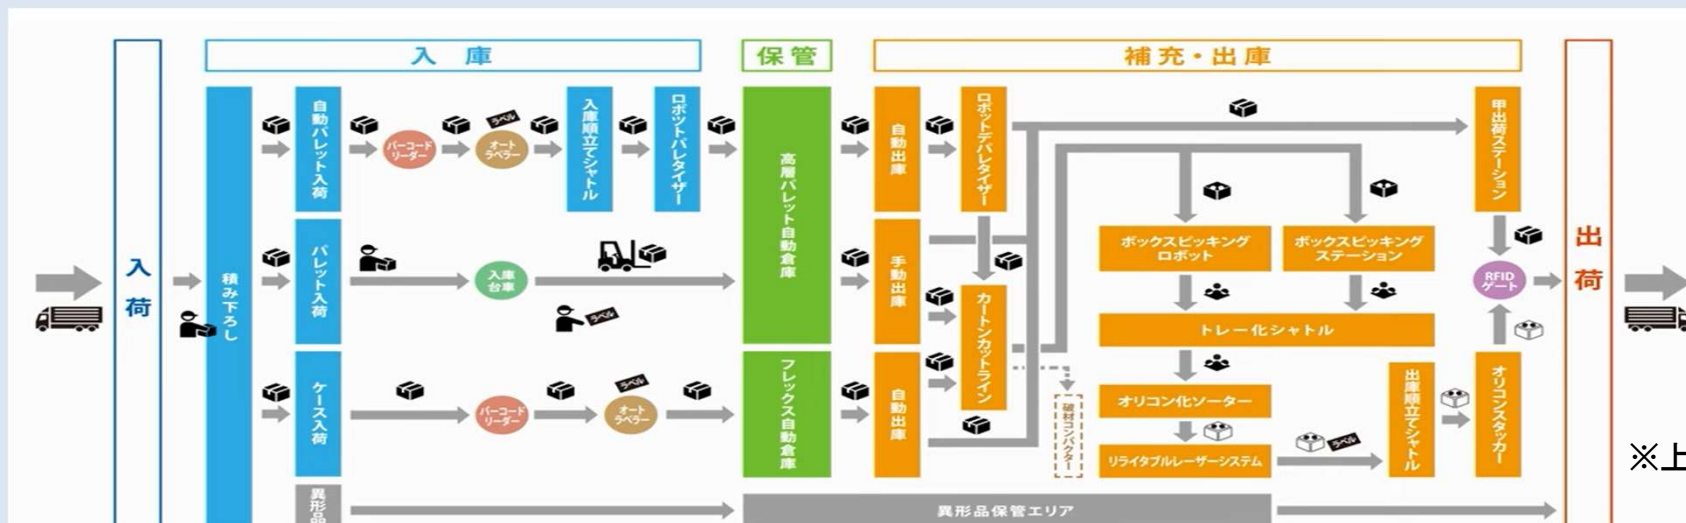 入庫
保管
補充・出庫
入荷
積み下ろし
自動パレット入荷
バーコード
リーダー
ラベル
オート
ラベラー
入庫順立てシャトル
ロボットパレタイザー
パレット入荷
入庫
台車
ラベル
ケース入荷
バーコード
リーダー
ラベル
オート
ラベラー
異形品
高層パレット自動倉庫
フレックス自動倉庫
自動出庫
手動出庫
自動出庫
ロボットデパレタイザー
カートンカットライン
破材コンパクター
ボックスピッキング
ロボット
ボックスピッキング
ステーション
トレー化シャトル
オリコン化ソーター
リライタブルレーザーシステム
ラベル
出庫順立てシャトル
オリコンスタッカー
甲出荷ステーション
RFID
ゲート
異形品保管エリア
出荷
※上